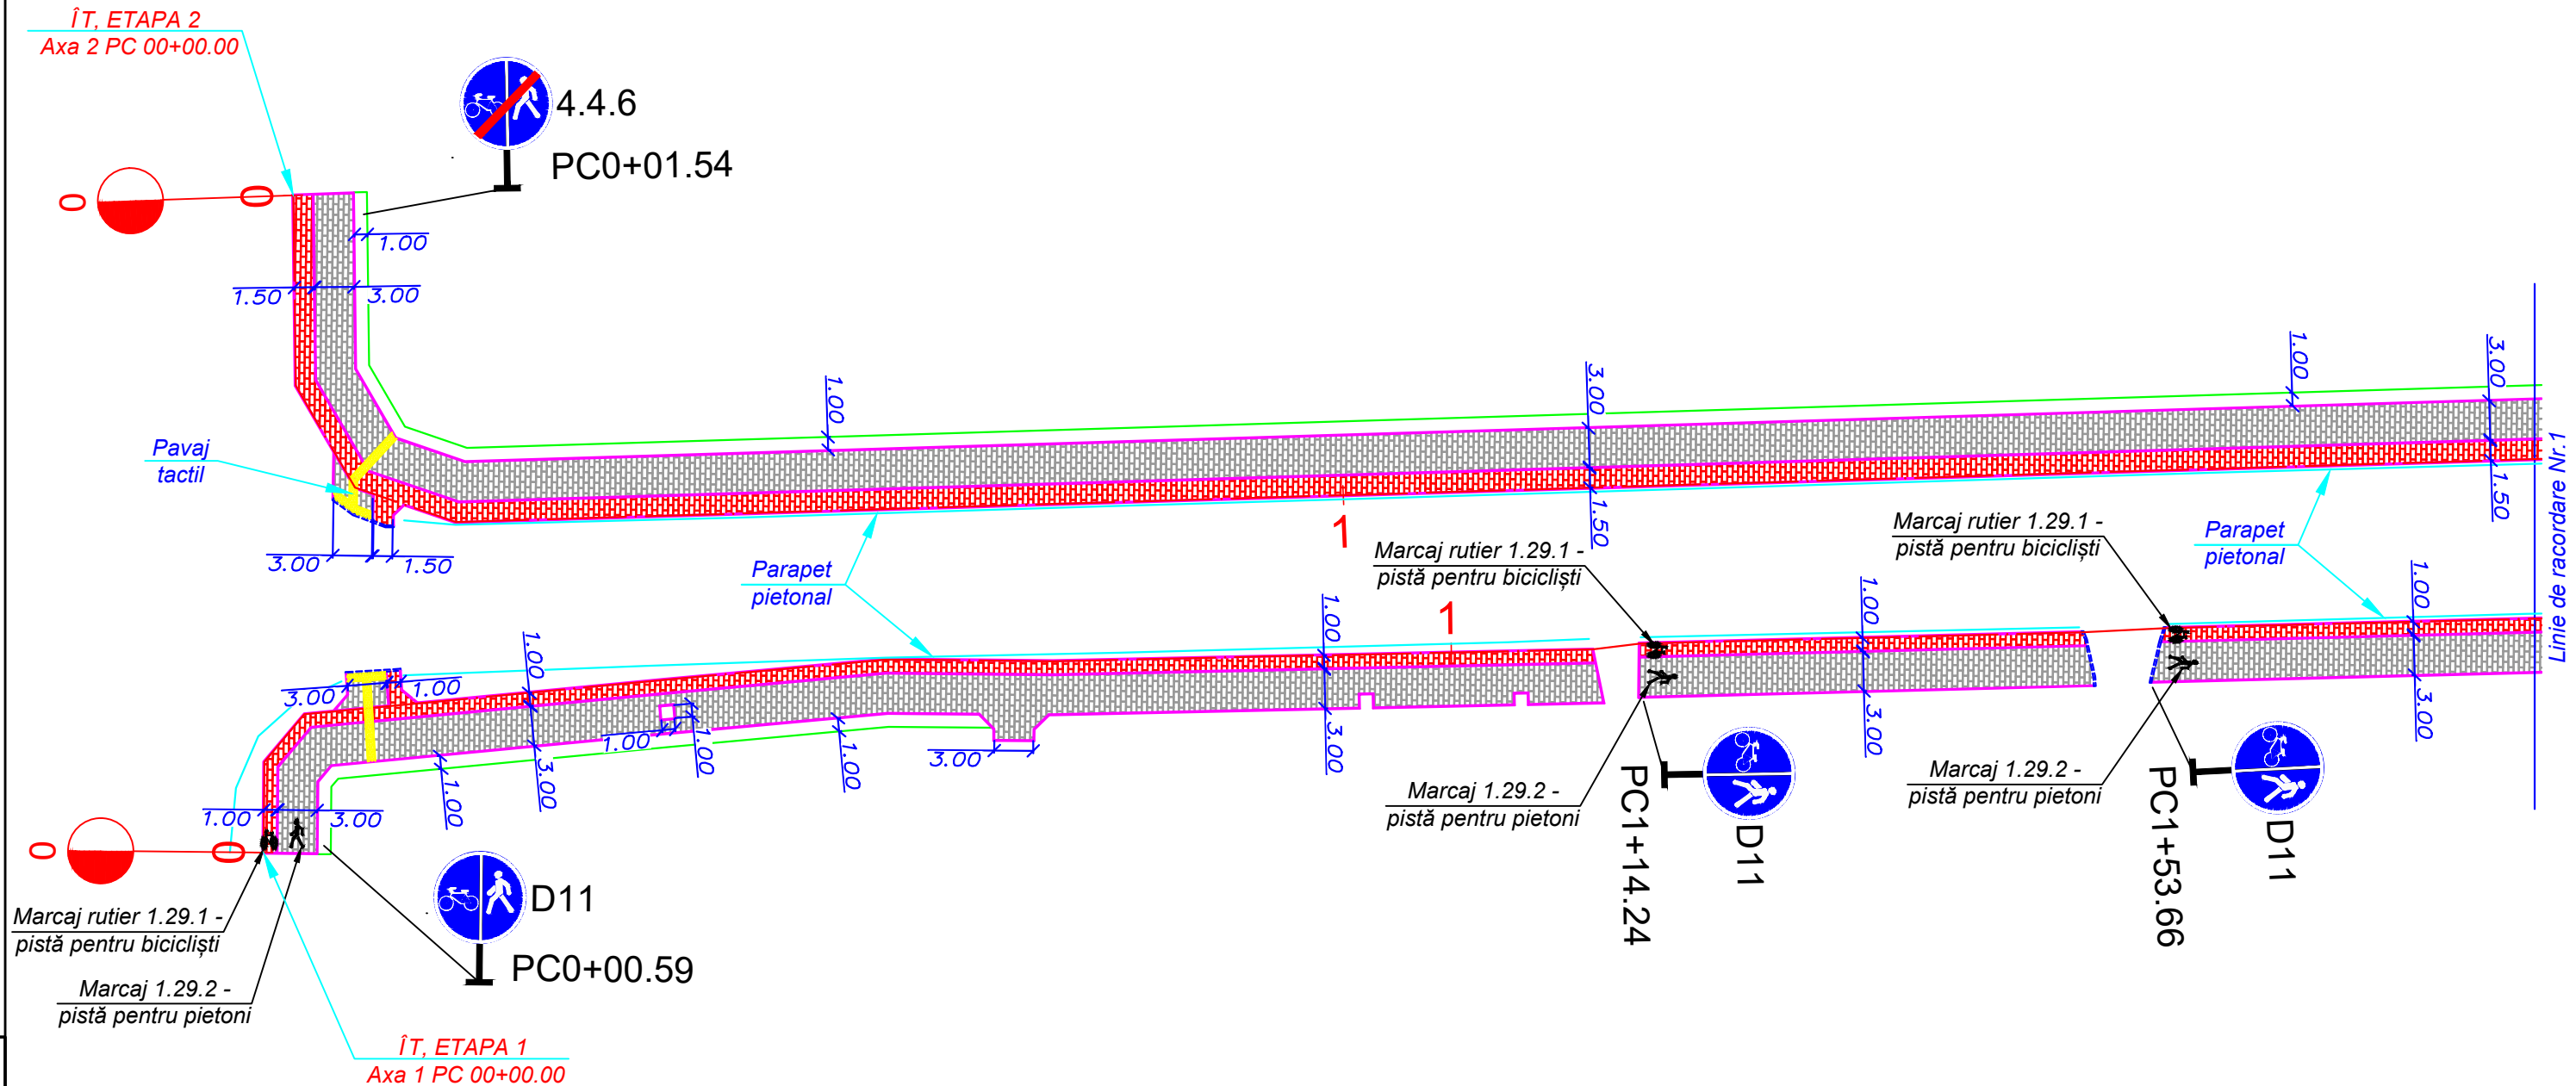 ÎT, ETAPA 2
Axa 2 PC 00+00.00
4.4.6
PC0+01.54
0
0
1.00
1.50
3.00
Pavaj
tactil
3.00
1.50
1.00
3.00
1.50
1.00
3.00
1.50
1
Parapet
pietonal
Marcaj rutier 1.29.1 -
pistă pentru bicicliști
Marcaj rutier 1.29.1 -
pistă pentru bicicliști
Parapet
pietonal
Linie de racordare Nr.1
1
3.00
1.00
1.00
3.00
1.00
1.00
1.00
1.00
3.00
1.00
3.00
1.00
3.00
1.00
3.00
1.00
3.00
0
0
Marcaj 1.29.2 -
pistă pentru pietoni
PC1+14.24
D11
Marcaj 1.29.2 -
pistă pentru pietoni
PC1+53.66
D11
D11
PC0+00.59
Marcaj rutier 1.29.1 -
pistă pentru bicicliști
Marcaj 1.29.2 -
pistă pentru pietoni
ÎT, ETAPA 1
Axa 1 PC 00+00.00